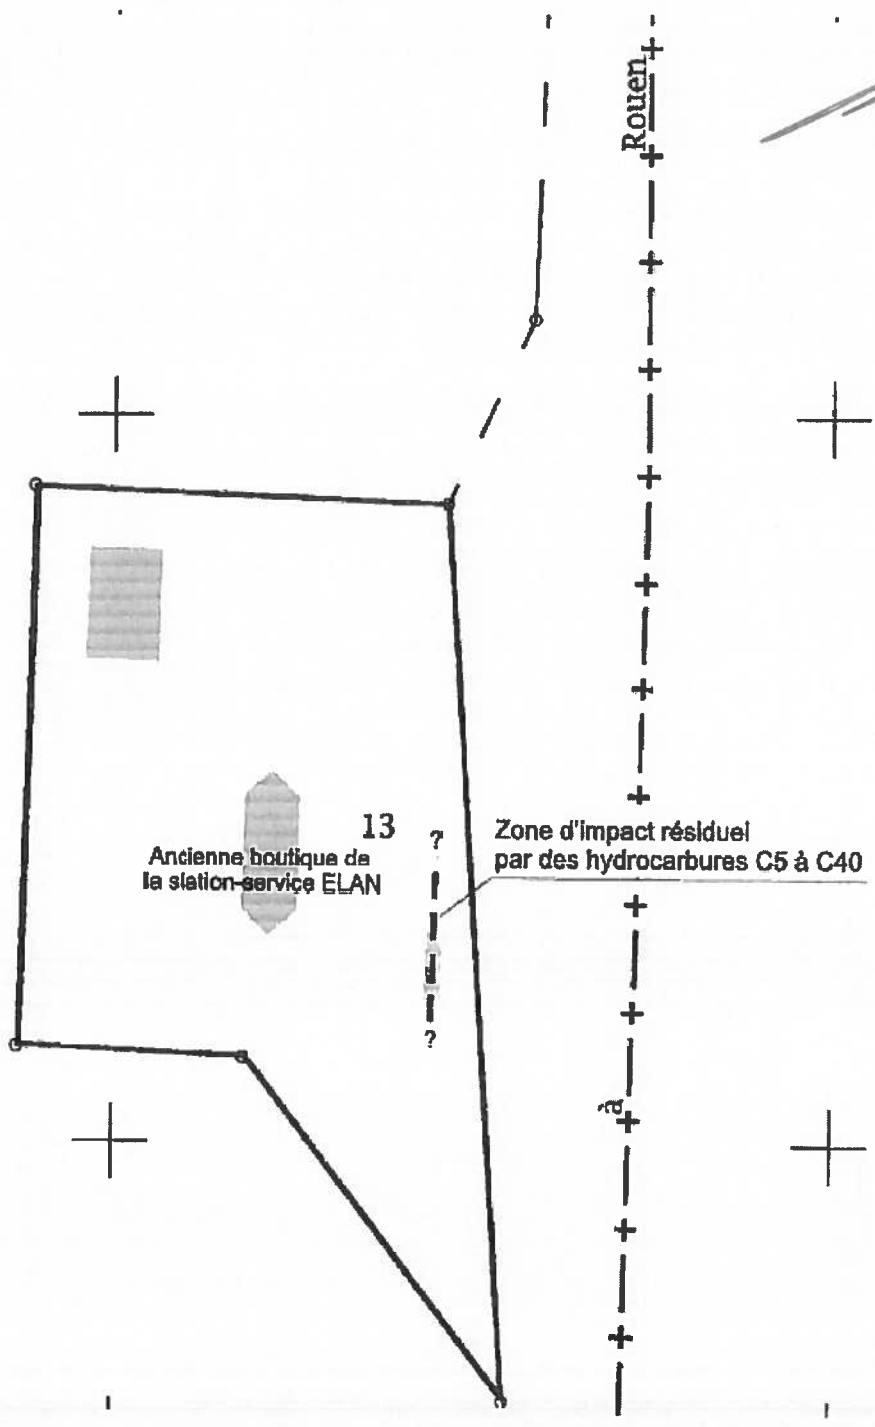 Rouen
13
?
Zone d'impact résiduel
par des hydrocarbures C5 à C40
Ancienne boutique de
la station-service ELAN
?
à